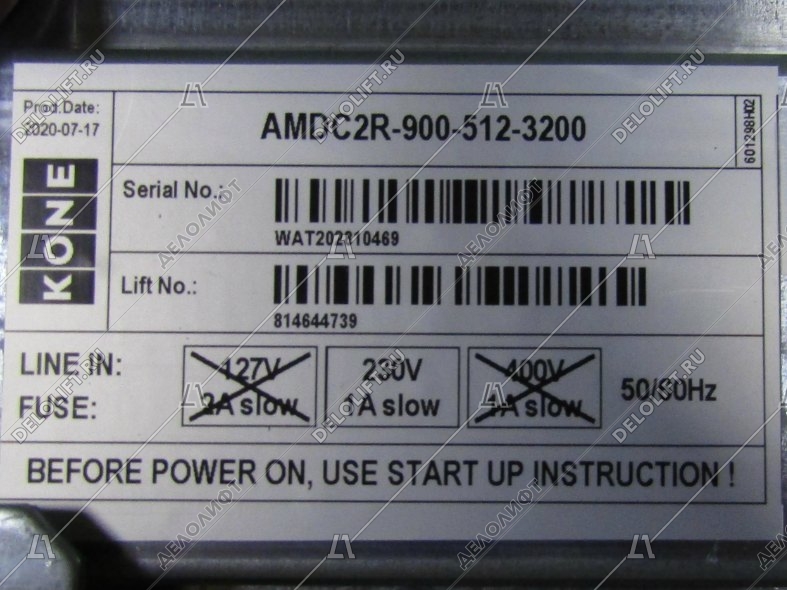 Prod.Date:
2020-07-17
KONE
AMDC2R-900-512-3200
601298H02
Serial No.:
WAT202310469
Lift No.:
814644739
LINE IN:
127V
230V
400V
50/60Hz
FUSE:
2A slow
1A slow
1A slow
BEFORE POWER ON, USE START UP INSTRUCTION !
DELOLIFT.RU
ДЕЛОЛИФТ